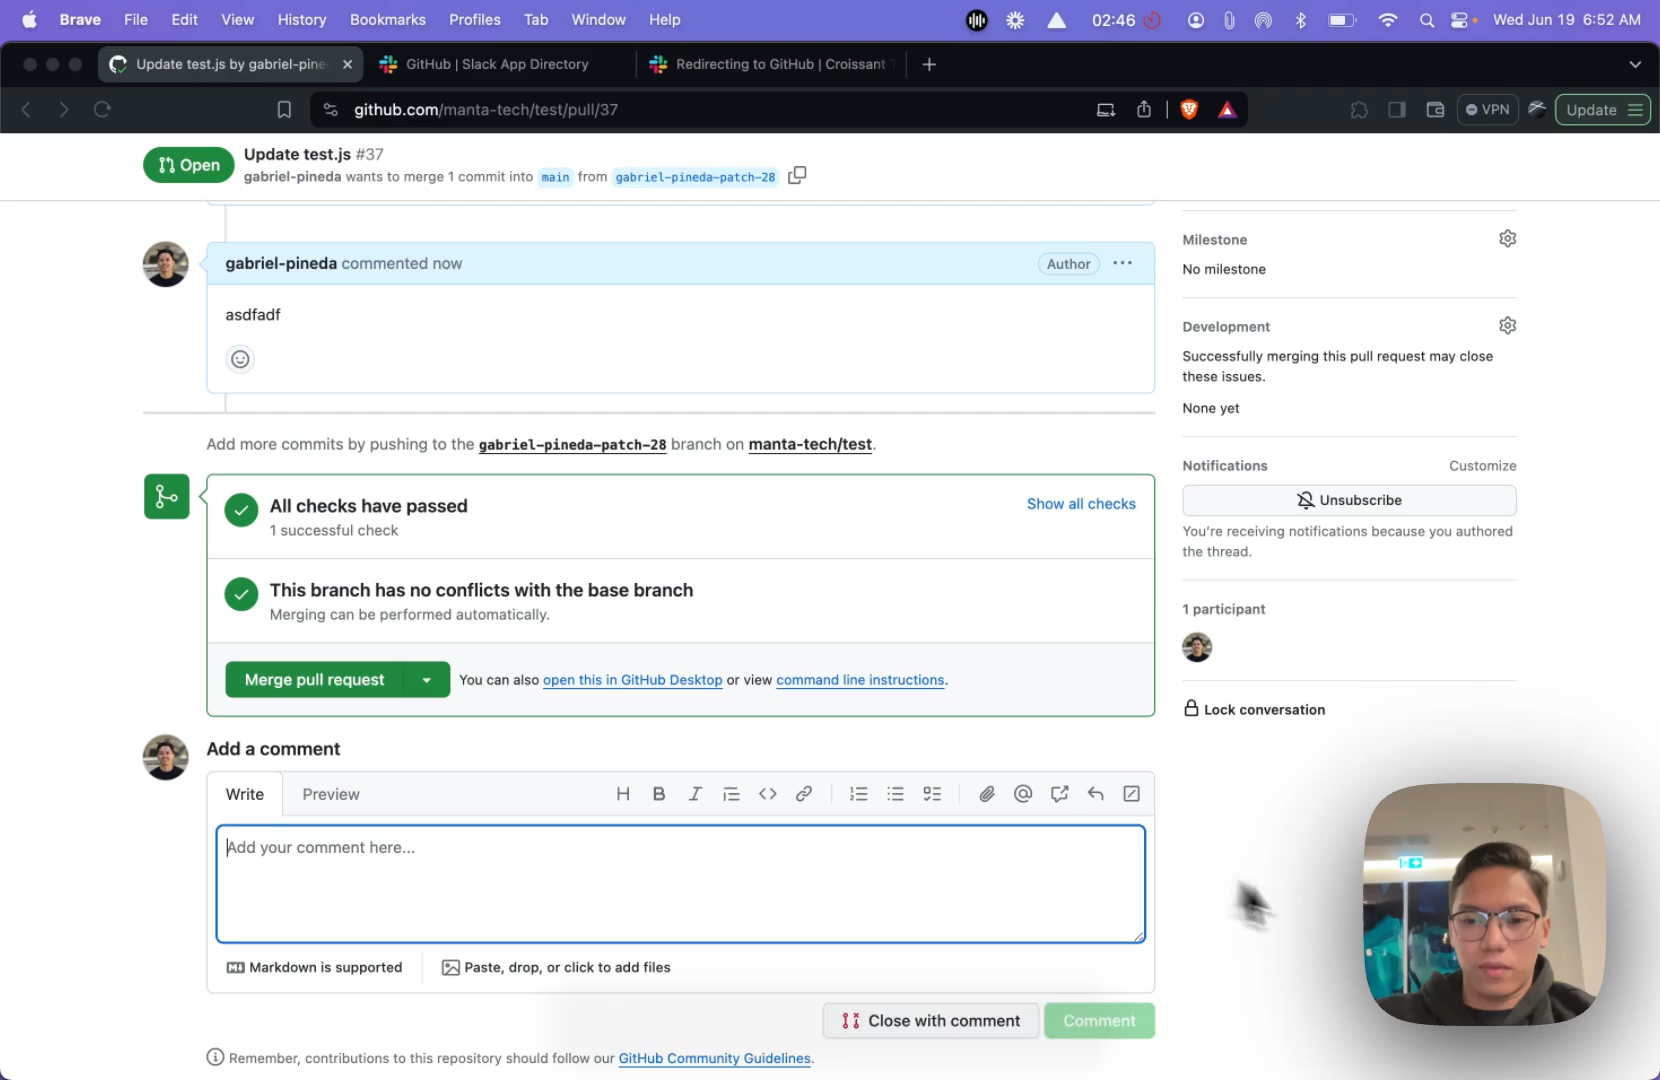 Brave File Edit View History Bookmarks Profiles Tab Window Help 02:46 Wed Jun 19 6:52 AM
Update test.js by gabriel-pine GitHub | Slack App Directory Redirecting to GitHub | Croissant
github.com/manta-tech/test/pull/37 VPN Update
Open
Update test.js #37
gabriel-pineda wants to merge 1 commit into main from gabriel-pineda-patch-28
gabriel-pineda commented now Author
asdfadf
Add more commits by pushing to the gabriel-pineda-patch-28 branch on manta-tech/test.
All checks have passed
1 successful check
Show all checks
This branch has no conflicts with the base branch
Merging can be performed automatically.
Merge pull request You can also open this in GitHub Desktop or view command line instructions.
Add a comment
Write Preview
Add your comment here...
Markdown is supported Paste, drop, or click to add files
Close with comment Comment
Remember, contributions to this repository should follow our GitHub Community Guidelines.
Milestone
No milestone
Development
Successfully merging this pull request may close
these issues.
None yet
Notifications Customize
Unsubscribe
You're receiving notifications because you authored
the thread.
1 participant
Lock conversation